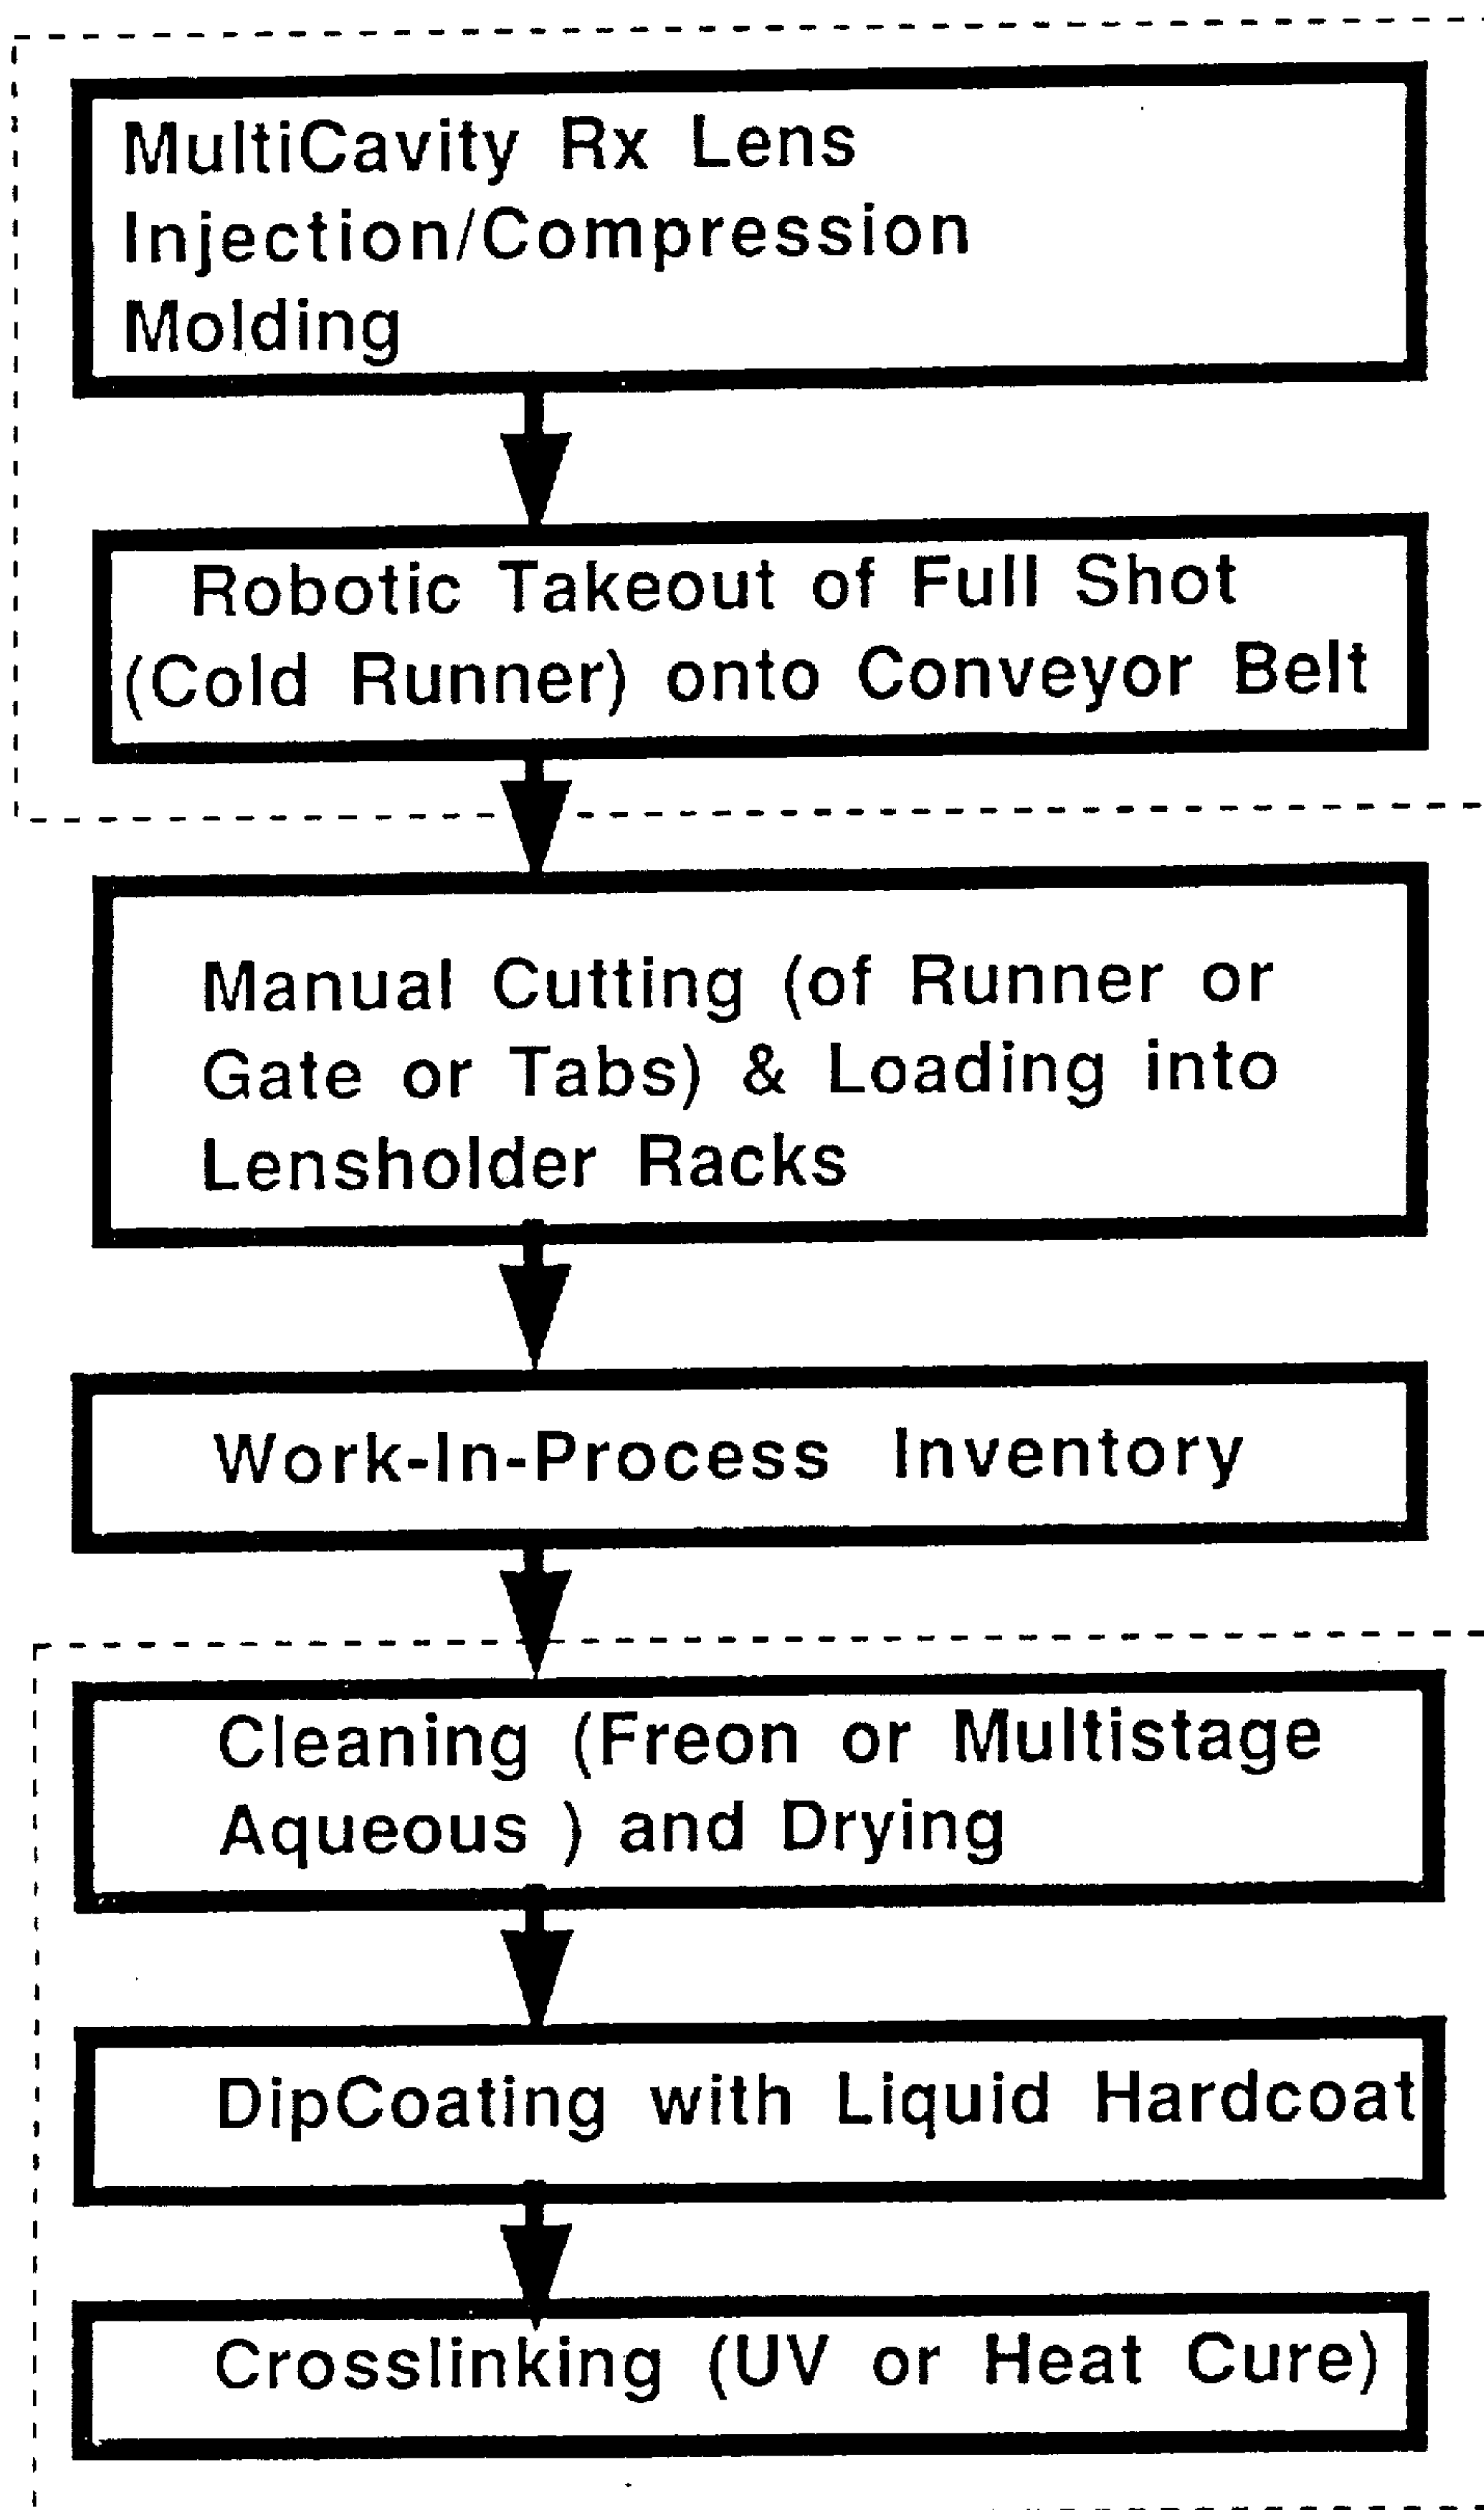 MultiCavity Rx Lens
Injection/Compression
Molding
Robotic Takeout of Full Shot
(Cold Runner) onto Conveyor Belt
Manual Cutting (of Runner or
Gate or Tabs) & Loading into
Lensholder Racks
Work-In-Process Inventory
Cleaning (Freon or Multistage
Aqueous ) and Drying
DipCoating with Liquid Hardcoat
Crosslinking (UV or Heat Cure)